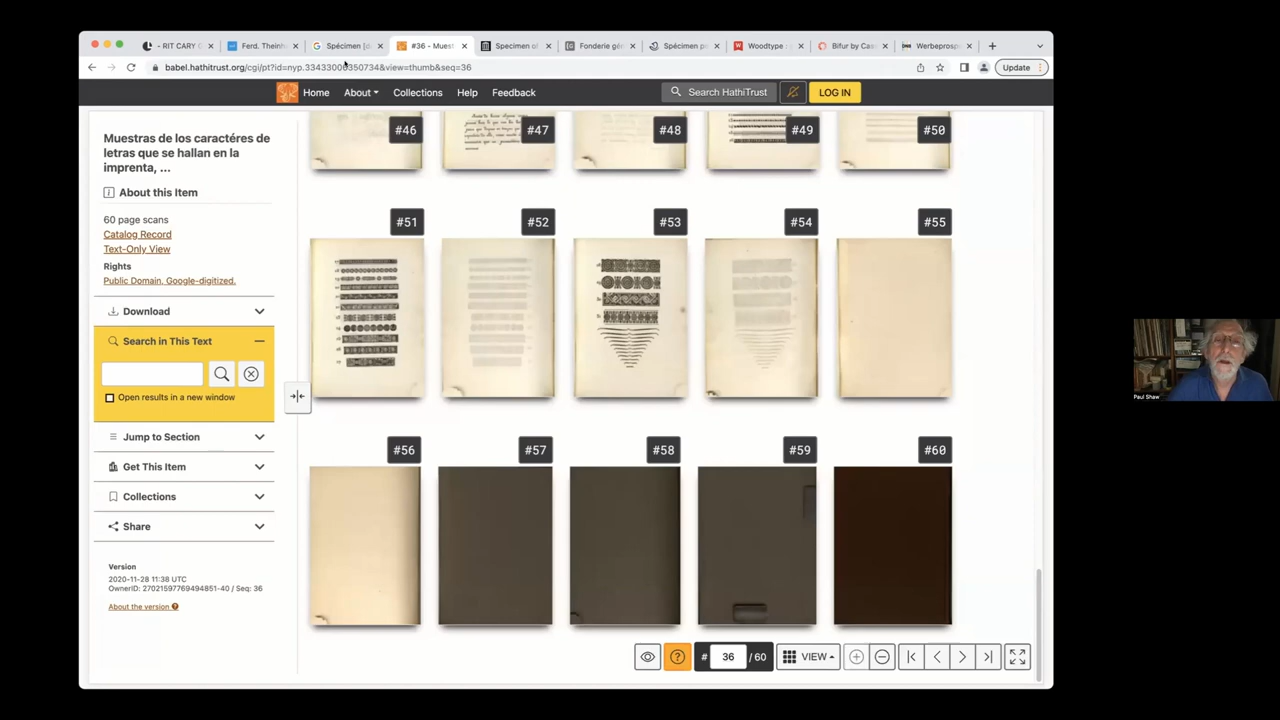 - RIT CARY G
Ferd. Theinh
Spécimen [d
#36 - Muest
Specimen of
Fonderie gé
Spécimen pe
Woodtype :
Bifur by Cas
Werbeprosp
babel.hathitrust.org/cgi/pt?id=nyp.33433006350734&view=thumb&seq=36
Update
Home
About
Collections
Help
Feedback
Search HathiTrust
LOG IN
Muestras de los caractéres de
letras que se hallan en la
imprenta, ...
About this Item
60 page scans
Catalog Record
Text-Only View
Rights
Public Domain, Google-digitized.
Download
Search in This Text
Open results in a new window
Jump to Section
Get This Item
Collections
Share
Version
2020-11-28 11:38 UTC
OwnerID: 27021597769494851-40 / Seq: 36
About the version
#46
#47
#48
#49
#50
#51
#52
#53
#54
#55
#56
#57
#58
#59
#60
# 36 / 60
VIEW
Paul Shaw